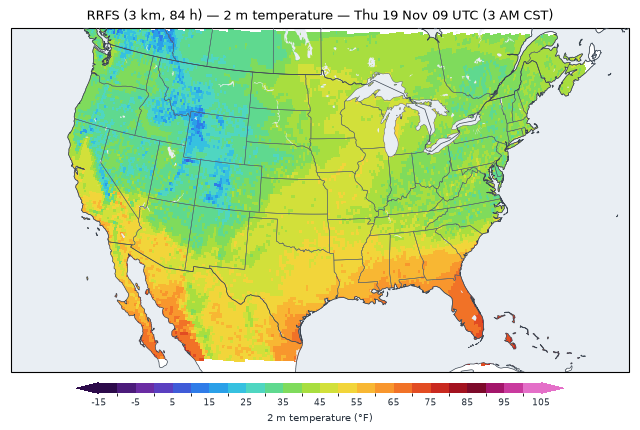 RRFS (3 km, 84 h) — 2 m temperature — Thu 19 Nov 09 UTC (3 AM CST)
-15 -5 5 15 25 35 45 55 65 75 85 95 105
2 m temperature (°F)